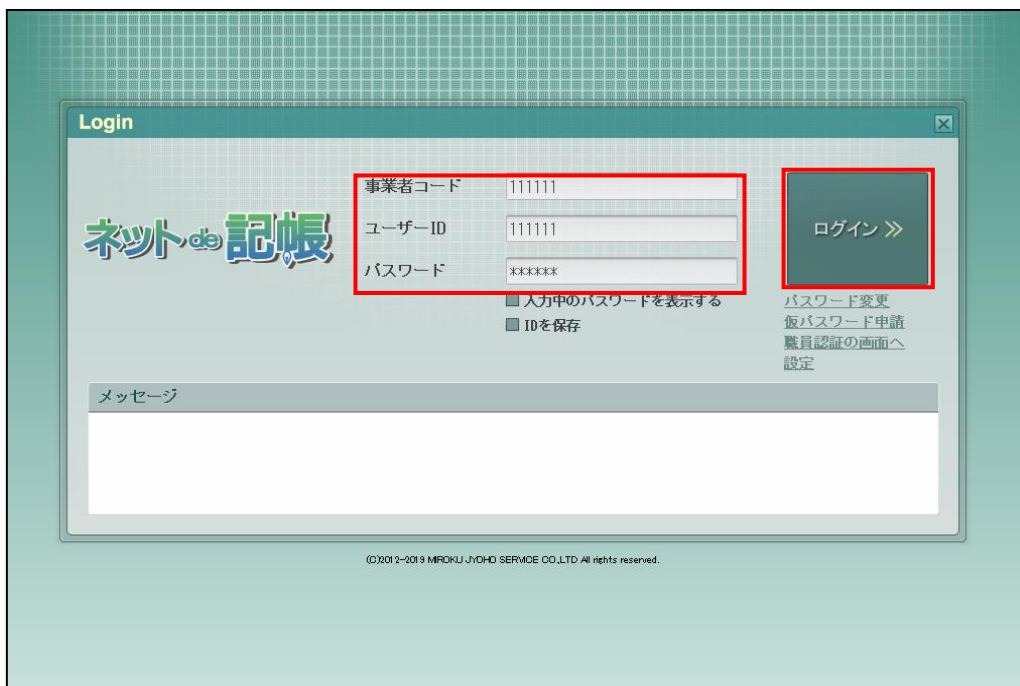 Login
事業者コード 111111
ネットde記帳
ユーザーID 111111
ログイン ≫
パスワード ******
入力中のパスワードを表示する
IDを保存
パスワード変更
仮パスワード申請
職員認証の画面へ
設定
メッセージ
(C)2012-2019 MIROKU JYOHO SERVICE CO.,LTD All rights reserved.